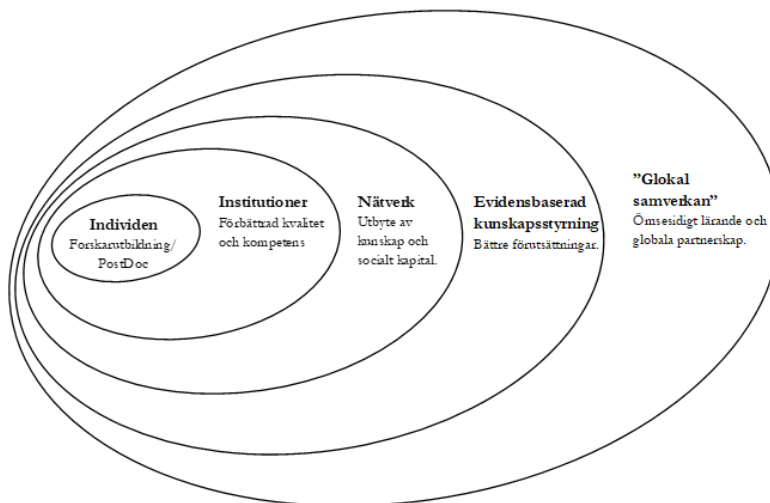 Individen
Forskarutbildning/
PostDoc
Institutioner
Förbättrad kvalitet
och kompetens
Nätverk
Utbyte av
kunskap och
socialt kapital.
Evidensbaserad
kunskapsstyrning
Bättre förutsättningar.
”Glokal
samverkan”
Ömsesidigt lärande och
globala partnerskap.